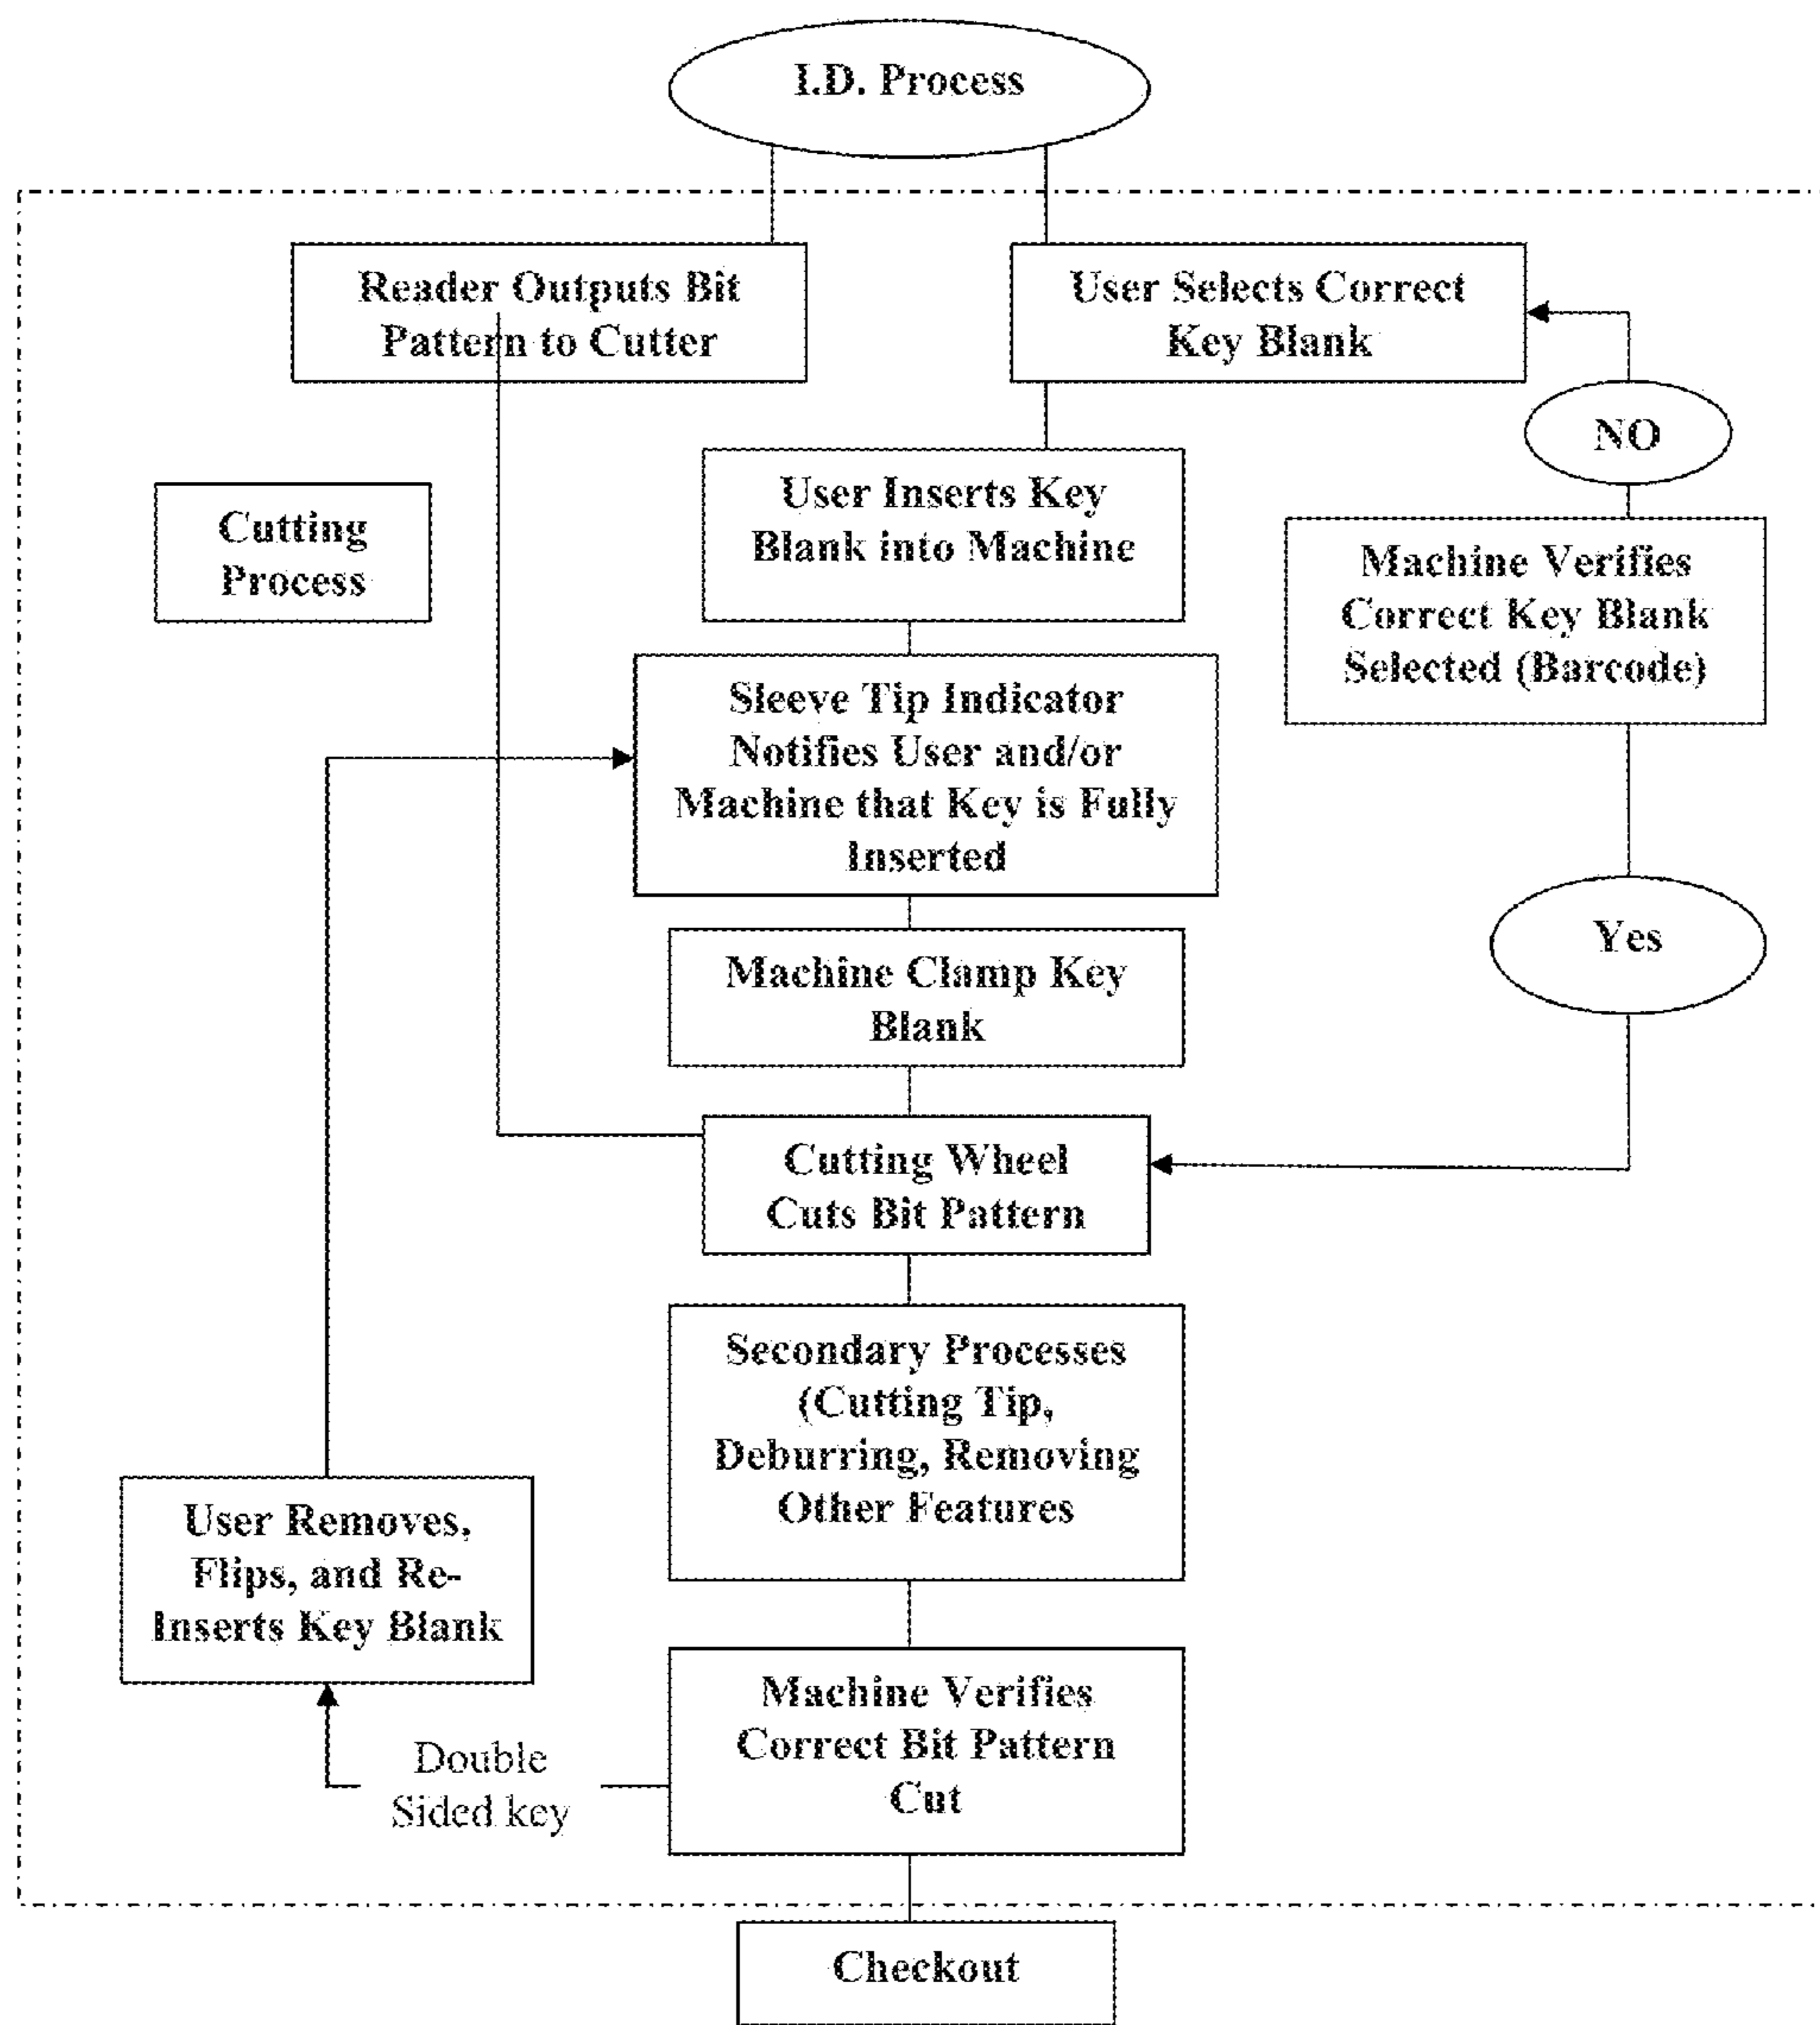 I.D. Process
Reader Outputs Bit
Pattern to Cutter
User Selects Correct
Key Blank
NO
User Inserts Key
Blank into Machine
Cutting
Process
Machine Verifies
Correct Key Blank
Selected (Barcode)
Sleeve Tip Indicator
Notifies User and/or
Machine that Key is Fully
Inserted
Yes
Machine Clamp Key
Blank
Cutting Wheel
Cuts Bit Pattern
Secondary Processes
(Cutting Tip,
Deburring, Removing
Other Features
User Removes,
Flips, and Re-
Inserts Key Blank
Machine Verifies
Correct Bit Pattern
Cut
Double
Sided key
Checkout